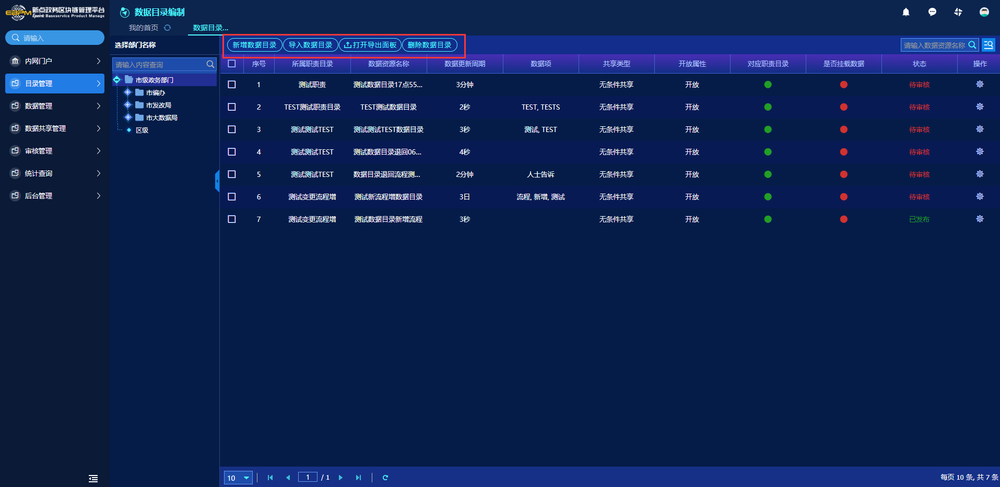 EBPM 新点政务区块链管理平台
Epoint Baseservice Product Manage
数据目录编制
我的首页 数据目录...
请输入
内网门户
目录管理
数据管理
数据共享管理
审核管理
统计查询
后台管理
选择部门名称
请输入内容查询
市级政务部门
市编办
市发改局
市大数据局
区级
新增数据目录 导入数据目录 打开导出面板 删除数据目录 请输入数据资源名称
序号 所属职责目录 数据资源名称 数据更新周期 数据项 共享类型 开放属性 对应职责目录 是否挂载数据 状态 操作
1 测试职责 测试数据目录17点55... 3分钟 无条件共享 开放 待审核
2 TEST测试职责目录 TEST测试数据目录 2秒 TEST, TESTS 无条件共享 开放 待审核
3 测试测试TEST 测试测试TEST数据目录 3秒 测试, TEST 无条件共享 开放 待审核
4 测试测试TEST 测试数据目录退回06... 4秒 无条件共享 开放 待审核
5 测试测试TEST 数据目录退回流程测... 2分钟 人士告诉 无条件共享 开放 待审核
6 测试变更流程增 测试新流程增数据目录 3日 流程, 新增, 测试 无条件共享 开放 待审核
7 测试变更流程增 测试数据目录新增流程 3秒 无条件共享 开放 已发布
10 1 / 1 每页 10 条, 共 7 条